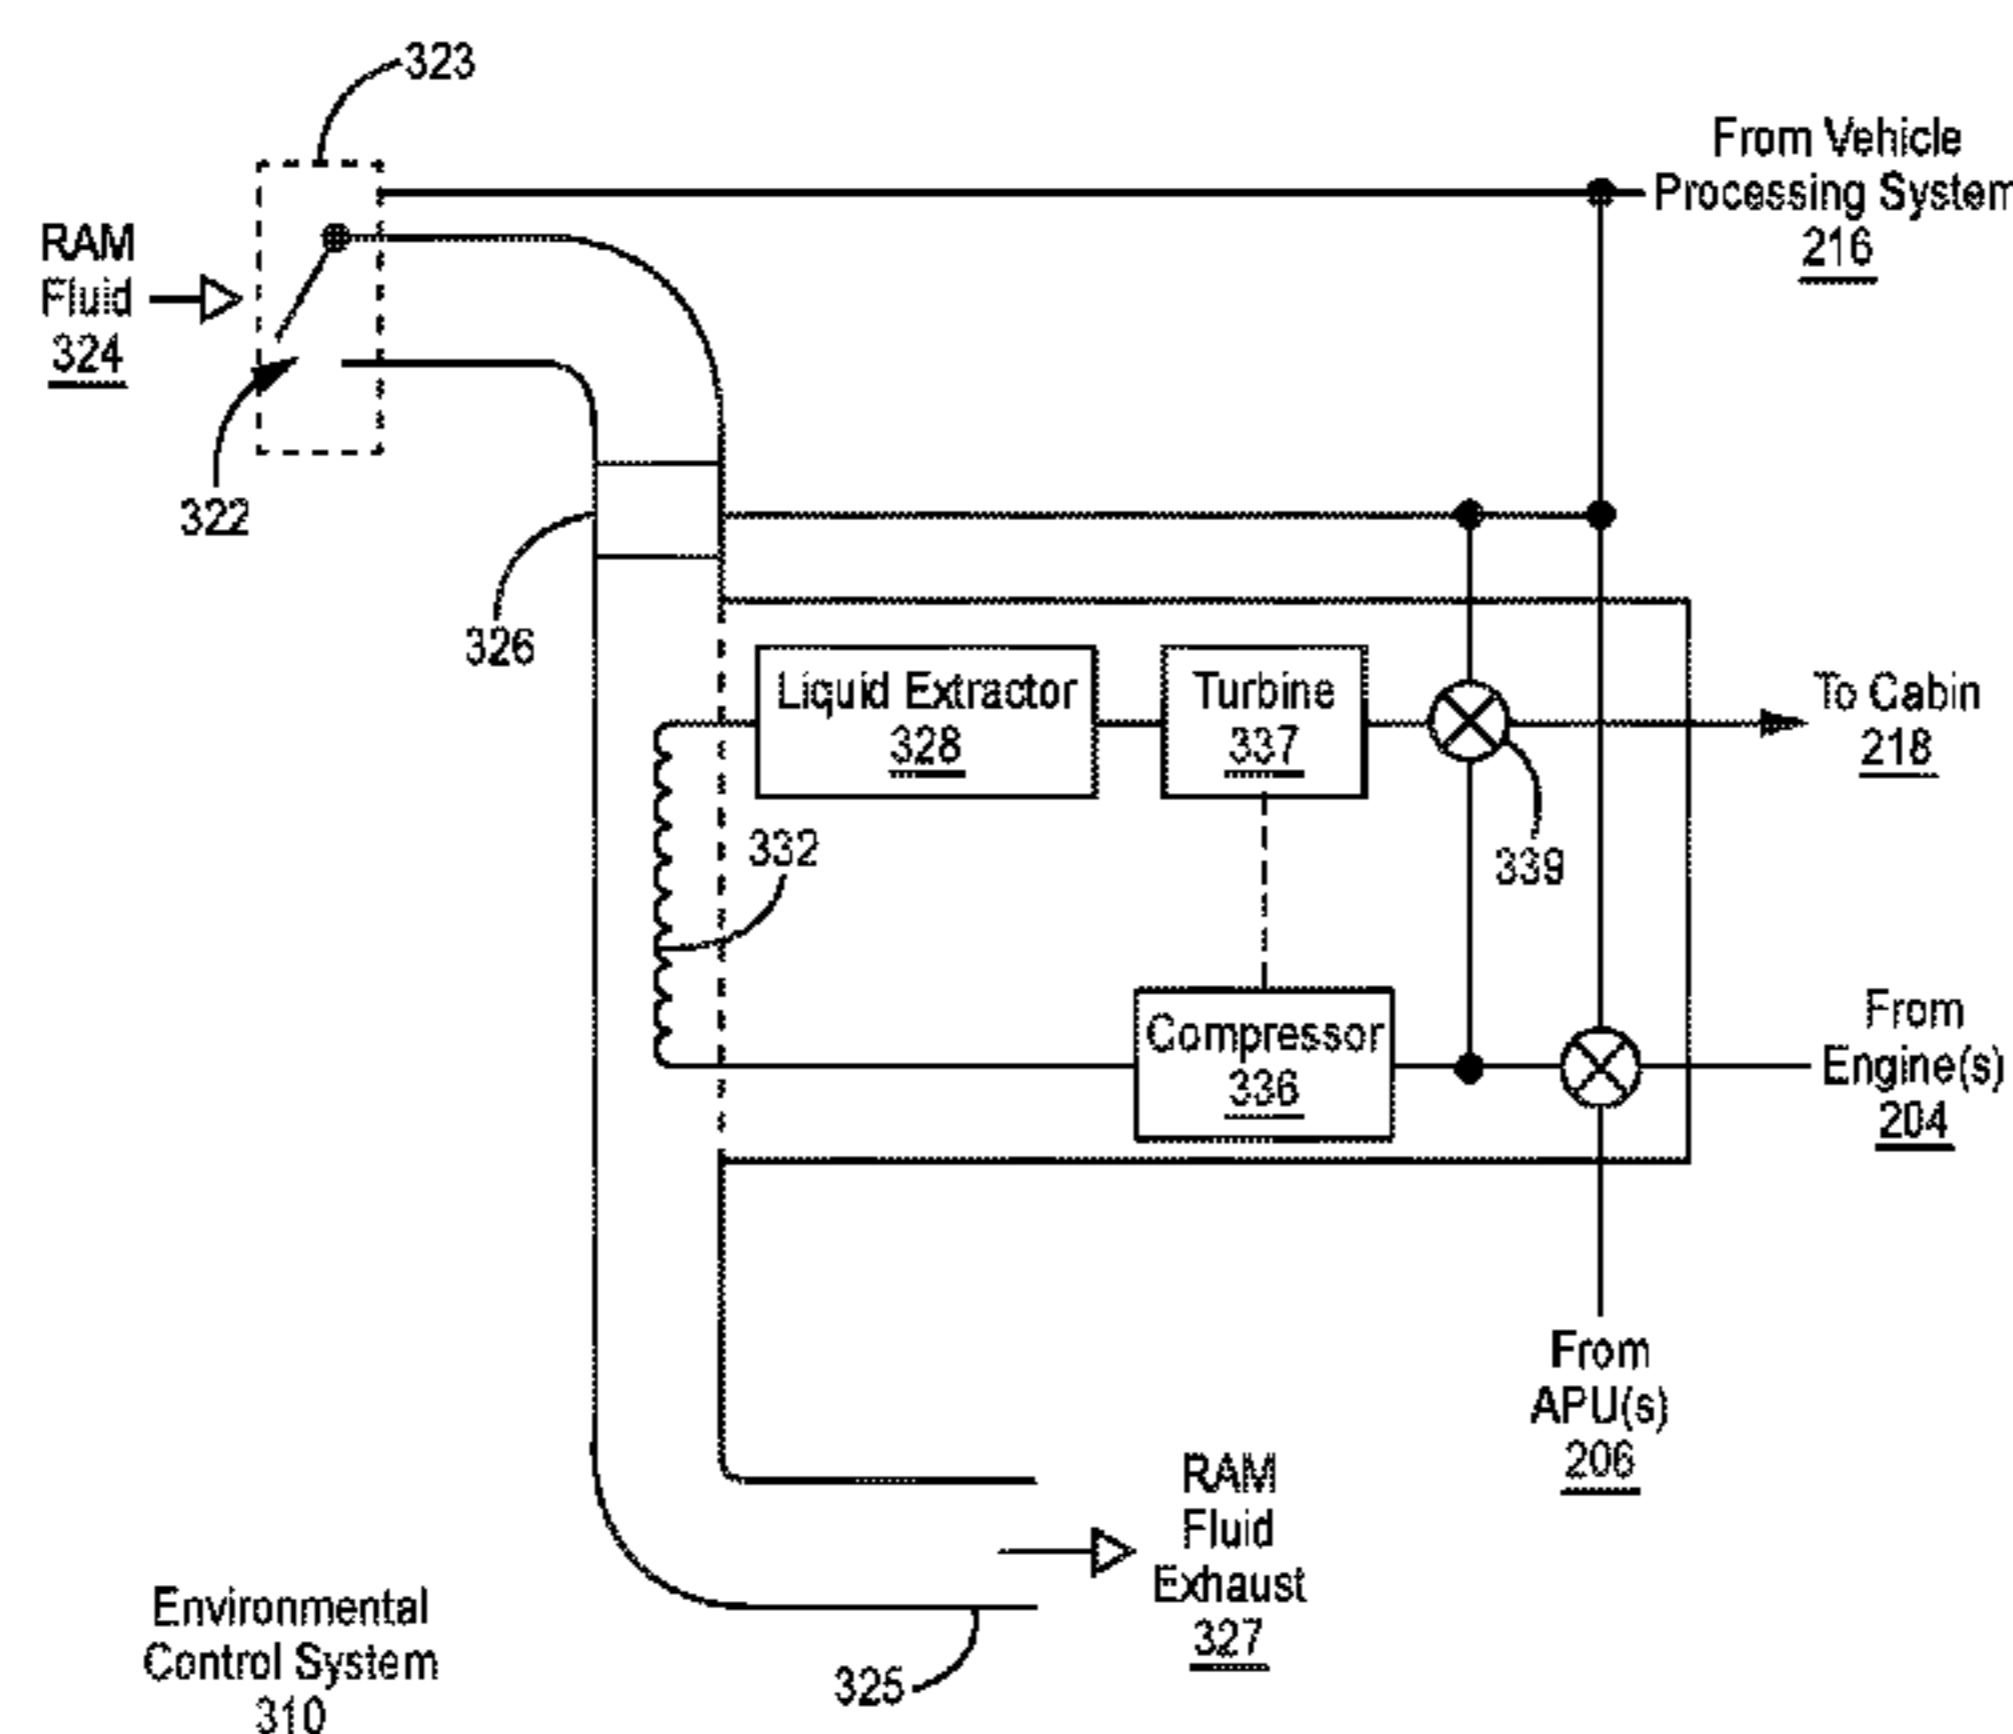 323
From Vehicle
Processing System
216
RAM
Fluid
324
322
326
Liquid Extractor
328
Turbine
337
To Cabin
218
332
339
Compressor
336
From
Engine(s)
204
From
APU(s)
206
RAM
Fluid
Exhaust
327
325
Environmental
Control System
310